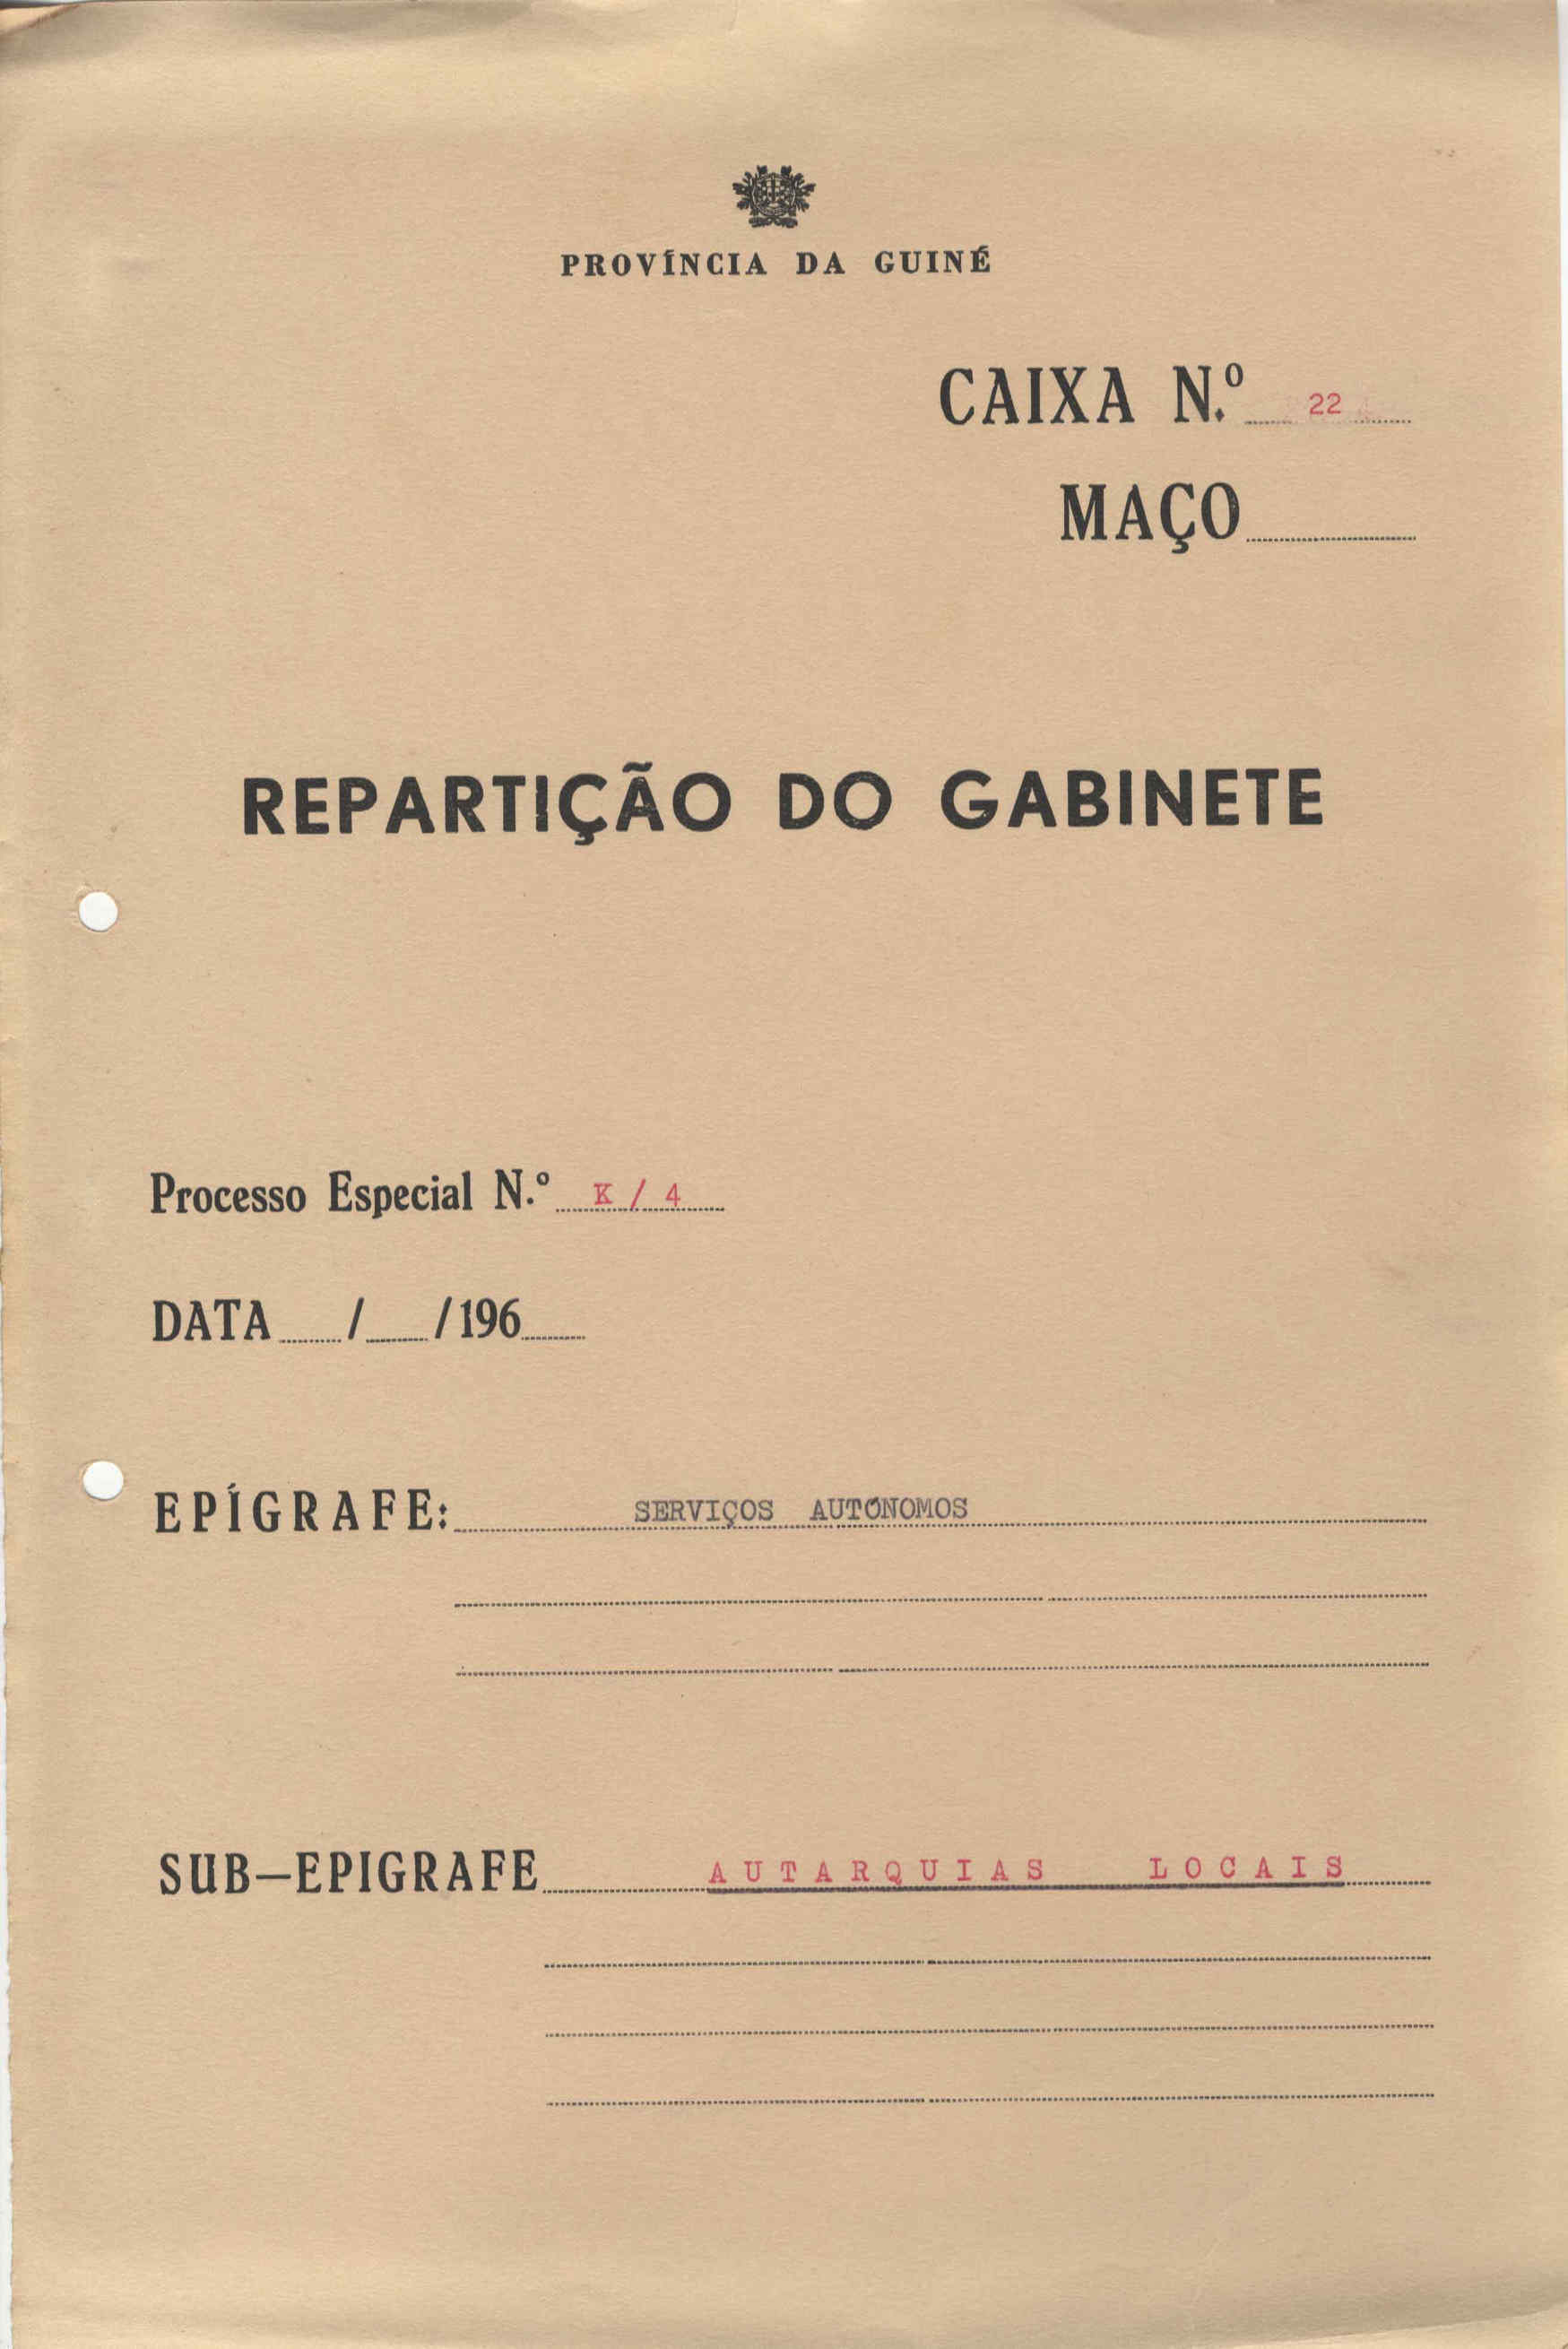 PROVÍNCIA DA GUINÉ
CAIXA N.º 22
MAÇO
REPARTIÇÃO DO GABINETE
Processo Especial N.º K / 4
DATA / /196
EPÍGRAFE: SERVIÇOS AUTÓNOMOS
SUB-EPIGRAFE AUTARQUIAS LOCAIS